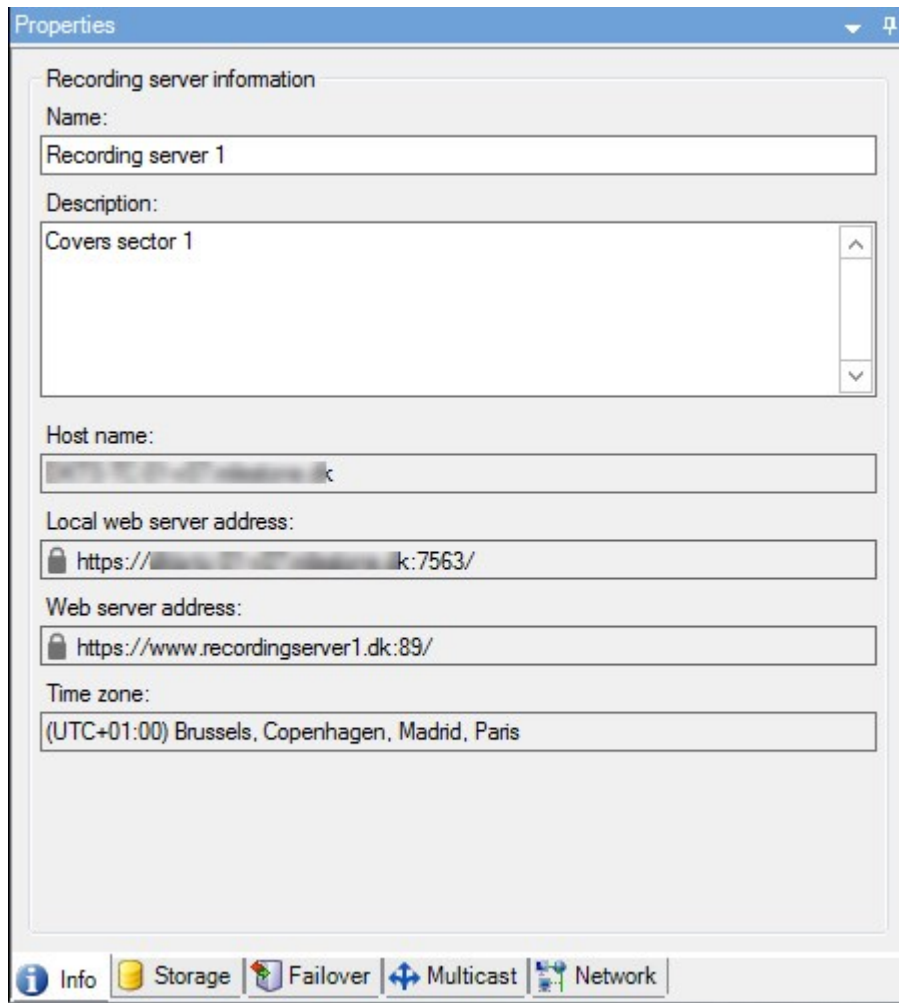 Properties
Recording server information
Name:
Recording server 1
Description:
Covers sector 1
Host name:
k
Local web server address:
https:// k:7563/
Web server address:
https://www.recordingserver1.dk:89/
Time zone:
(UTC+01:00) Brussels, Copenhagen, Madrid, Paris
Info Storage Failover Multicast Network